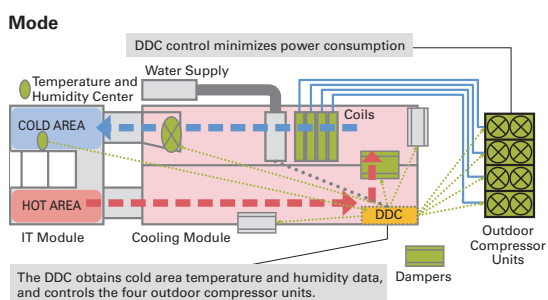 Mode
DDC control minimizes power consumption
Water Supply
Temperature and
Humidity Center
Coils
COLD AREA
HOT AREA
DDC
IT Module
Cooling Module
Outdoor
Compressor
Units
Dampers
The DDC obtains cold area temperature and humidity data,
and controls the four outdoor compressor units.